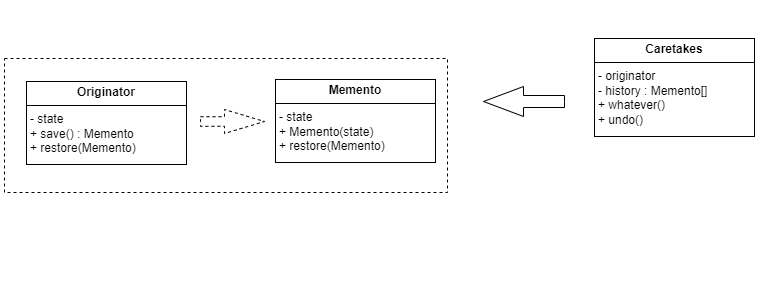 Originator
- state
+ save() : Memento
+ restore(Memento)
Memento
- state
+ Memento(state)
+ restore(Memento)
Caretakes
- originator
- history : Memento[]
+ whatever()
+ undo()